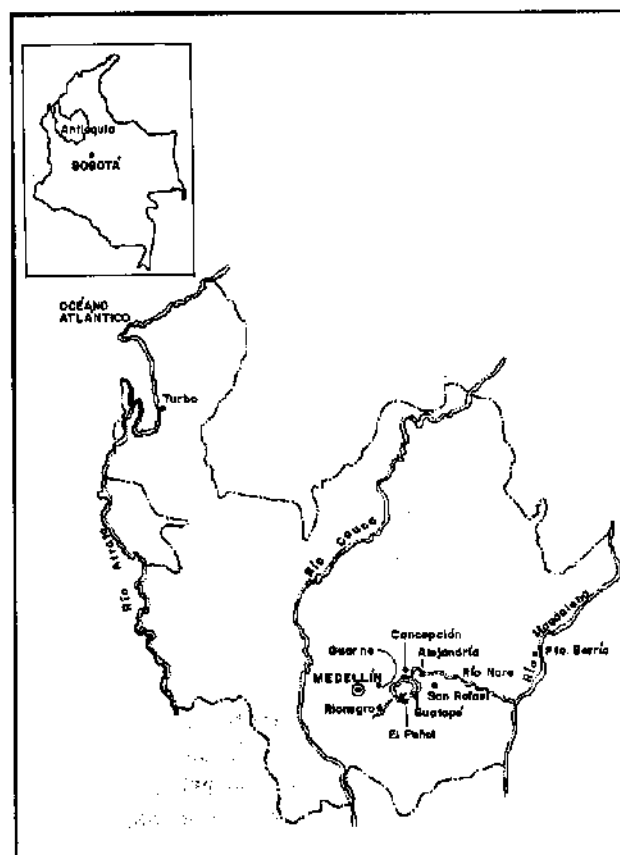 Antioquia
BOGOTÁ
OCÉANO
ATLÁNTICO
Turbo
Río Atrato
Río Cauca
Río Magdalena
Pto. Berrío
Concepción
Guarne
Alejandría
MEDELLÍN
Río Nare
San Rafael
Rionegro
Guatapé
El Peñol